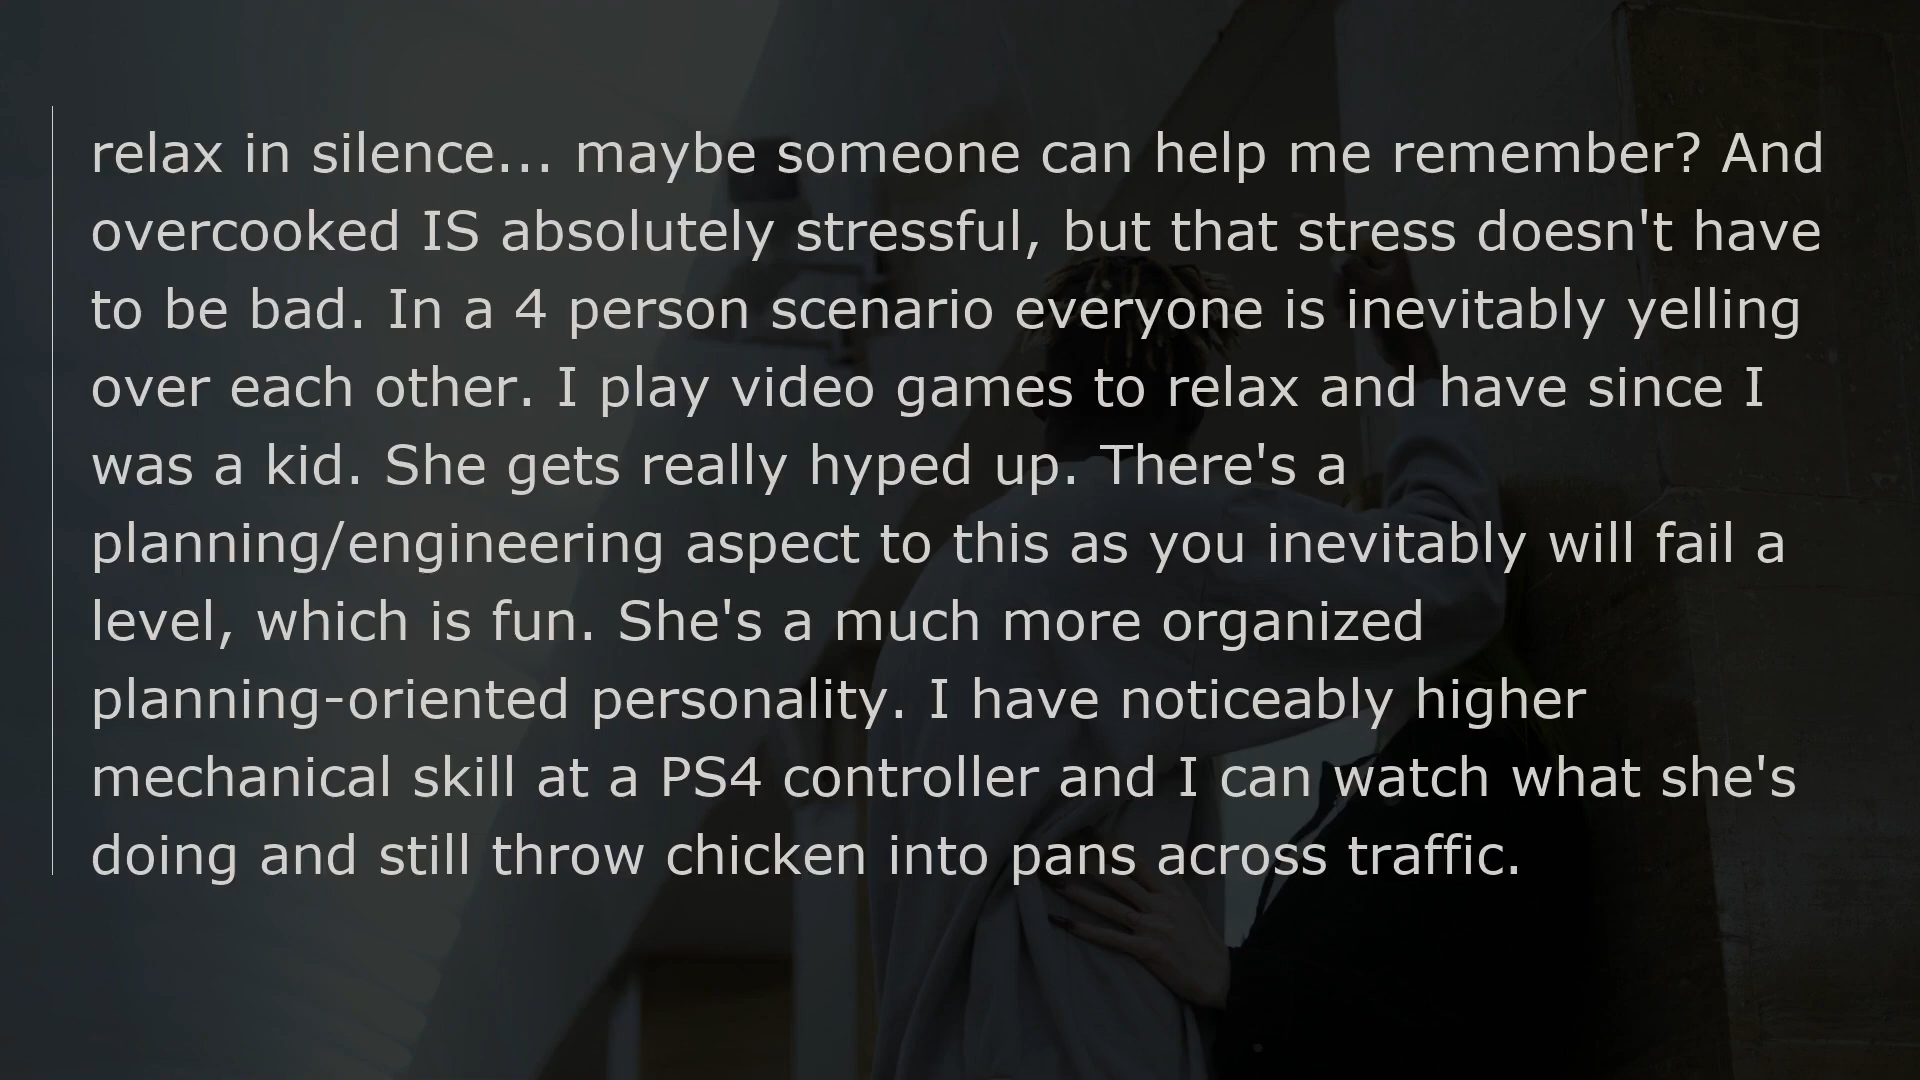 relax in silence... maybe someone can help me remember? And
overcooked IS absolutely stressful, but that stress doesn't have
to be bad. In a 4 person scenario everyone is inevitably yelling
over each other. I play video games to relax and have since I
was a kid. She gets really hyped up. There's a
planning/engineering aspect to this as you inevitably will fail a
level, which is fun. She's a much more organized
planning-oriented personality. I have noticeably higher
mechanical skill at a PS4 controller and I can watch what she's
doing and still throw chicken into pans across traffic.